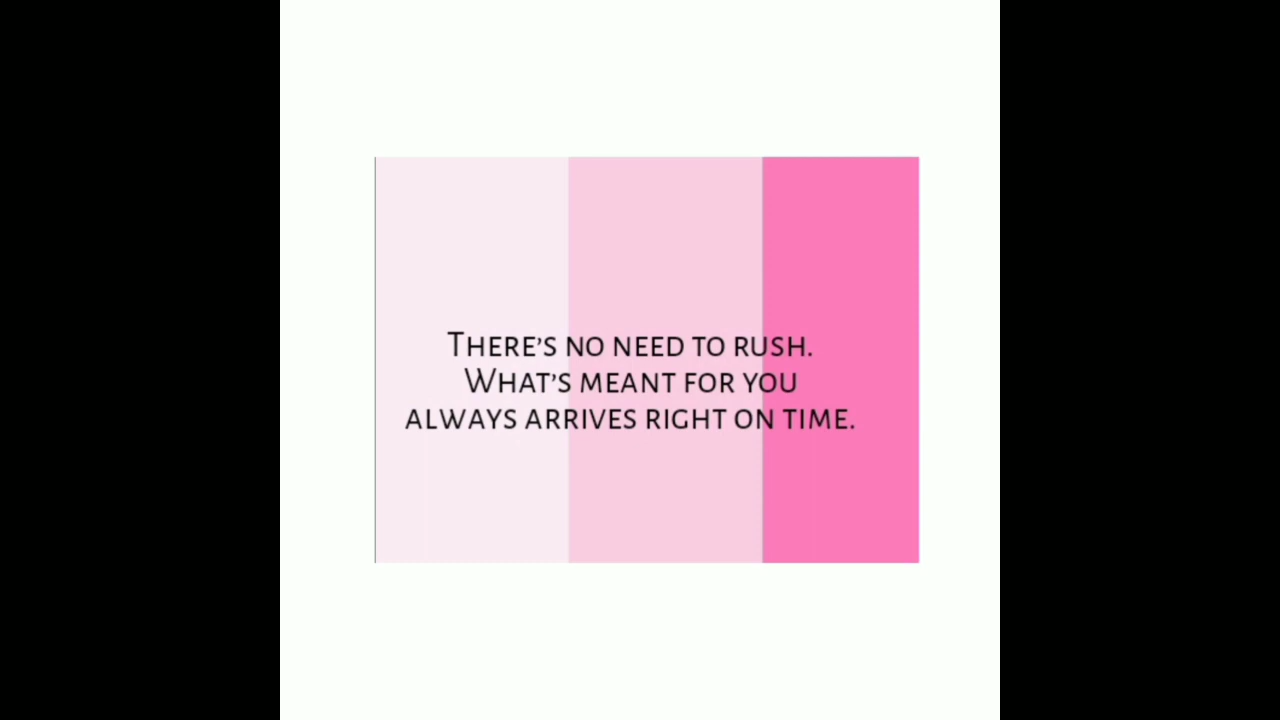 There’s no need to rush.
What’s meant for you
always arrives right on time.